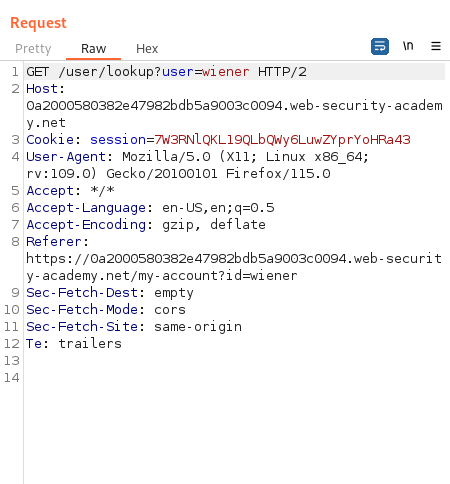 Request
Pretty Raw Hex \n ≡
1 GET /user/lookup?user=wiener HTTP/2
2 Host:
0a2000580382e47982bdb5a9003c0094.web-security-academ
y.net
3 Cookie: session=7W3RNlQKL19QLbQWy6LuwZYprYoHRa43
4 User-Agent: Mozilla/5.0 (X11; Linux x86_64;
rv:109.0) Gecko/20100101 Firefox/115.0
5 Accept: */*
6 Accept-Language: en-US,en;q=0.5
7 Accept-Encoding: gzip, deflate
8 Referer:
https://0a2000580382e47982bdb5a9003c0094.web-securit
y-academy.net/my-account?id=wiener
9 Sec-Fetch-Dest: empty
10 Sec-Fetch-Mode: cors
11 Sec-Fetch-Site: same-origin
12 Te: trailers
13
14